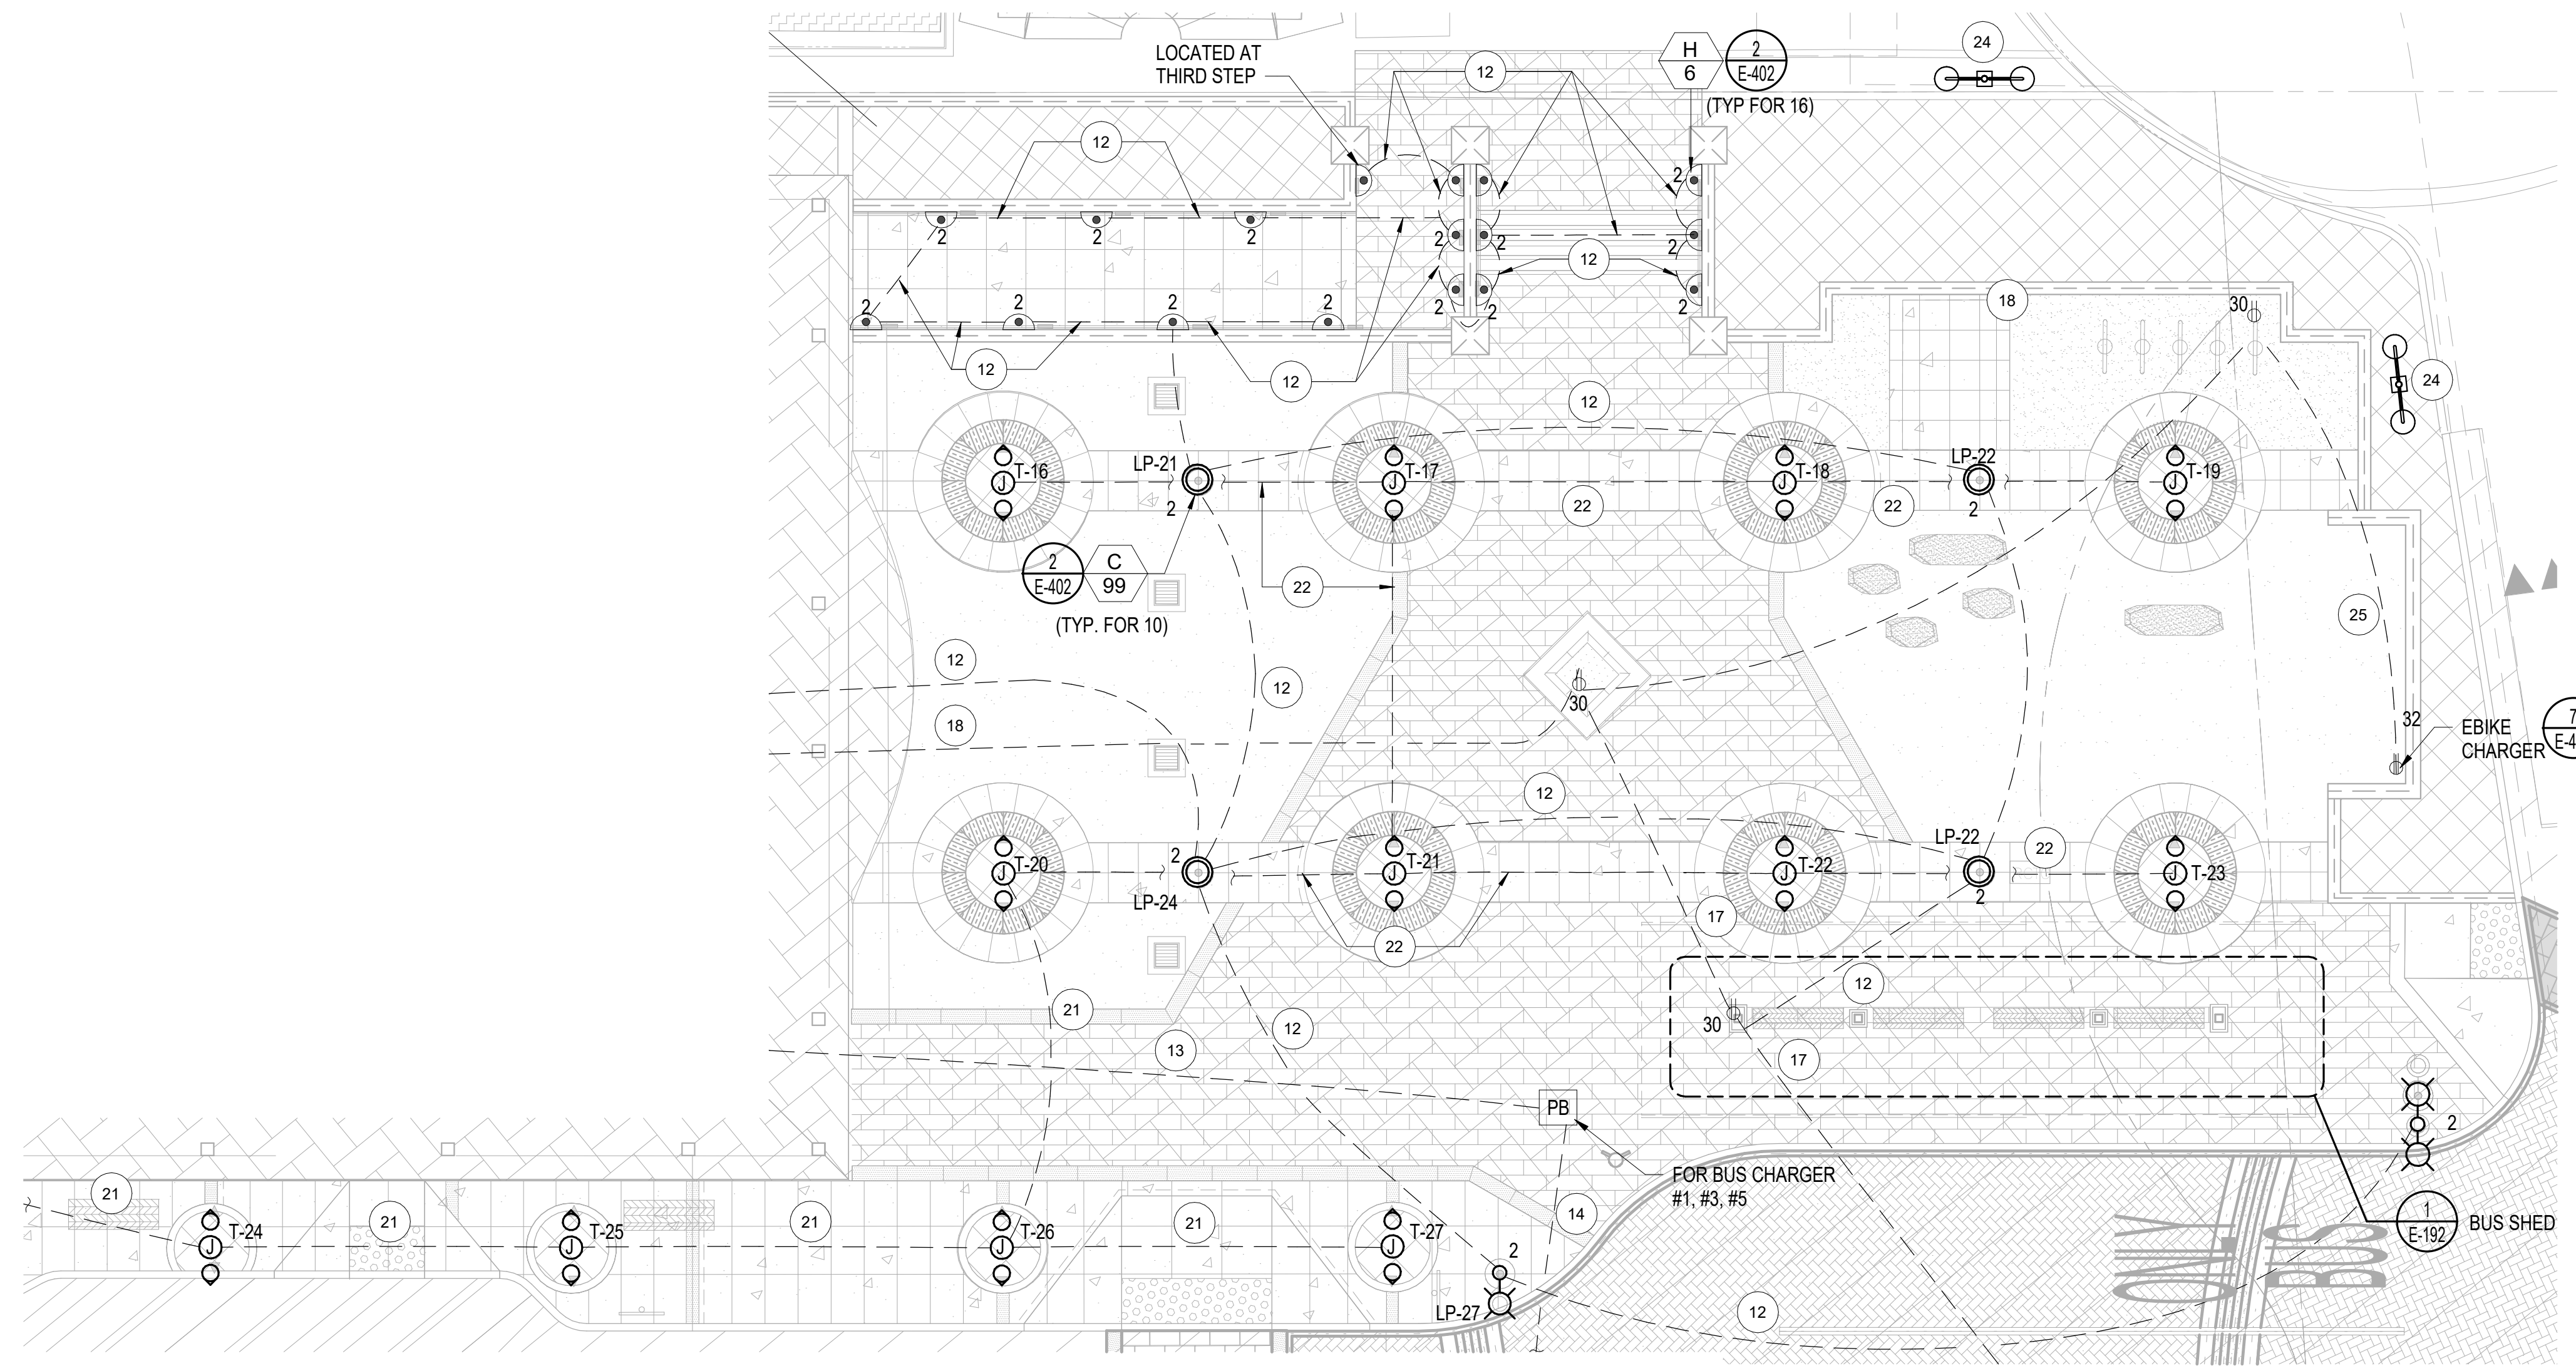 LOCATED AT
THIRD STEP
12
H
6
2
E-402
(TYP FOR 16)
24
12
2
2
2
2
2
2
2
2
2
2
2
2
12
2
2
2
2
2
12
12
18
30
24
12
LP-21
T-16
T-17
T-18
LP-22
T-19
J
J
J
J
2
22
22
2
2
E-402
C
99
(TYP. FOR 10)
22
25
12
12
30
18
32
EBIKE
CHARGER
7
E-4
12
2
LP-22
22
T-20
T-21
T-22
T-23
J
J
J
J
LP-24
2
17
22
12
21
12
30
13
17
PB
2
FOR BUS CHARGER
#1, #3, #5
21
21
21
21
14
T-24
T-25
T-26
T-27
J
J
J
J
2
LP-27
12
1
E-192
BUS SHED
ONLY
BUS